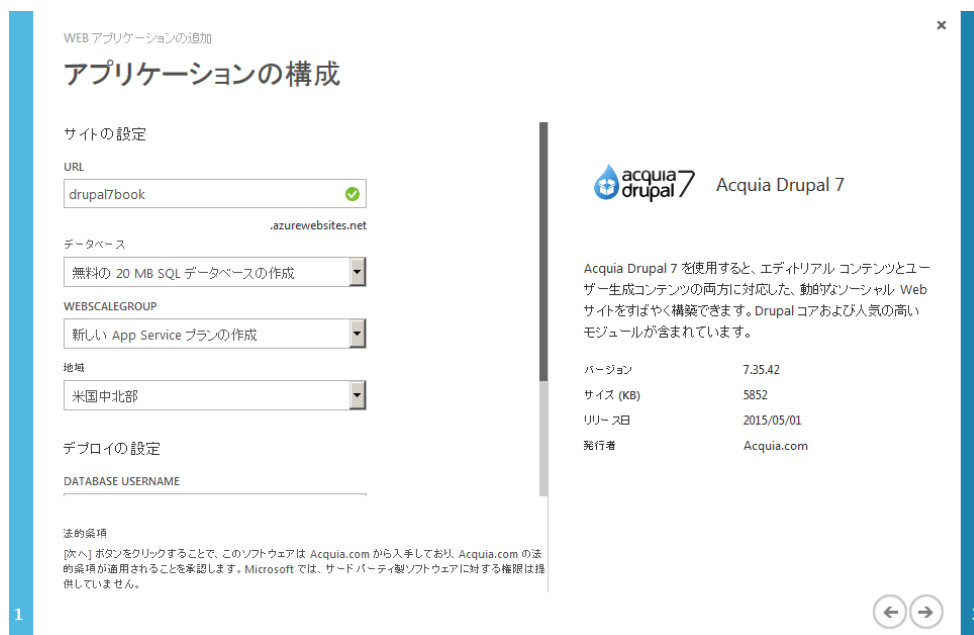 WEB アプリケーションの追加
アプリケーションの構成
サイトの設定
URL
drupal7book
.azurewebsites.net
データベース
無料の 20 MB SQL データベースの作成
WEBSCALEGROUP
新しい App Service プランの作成
地域
米国中北部
デプロイの設定
DATABASE USERNAME
法的条項
[次へ] ボタンをクリックすることで、このソフトウェアは Acquia.com から入手しており、Acquia.com の法
的条項が適用されることを承認します。Microsoft では、サード パーティ製ソフトウェアに対する権限は提
供していません。
acquia
drupal 7
Acquia Drupal 7
Acquia Drupal 7 を使用すると、エディトリアル コンテンツとユー
ザー生成コンテンツの両方に対応した、動的なソーシャル Web
サイトをすばやく構築できます。Drupal コアおよび人気の高い
モジュールが含まれています。
バージョン 7.35.42
サイズ (KB) 5852
リリース日 2015/05/01
発行者 Acquia.com
1